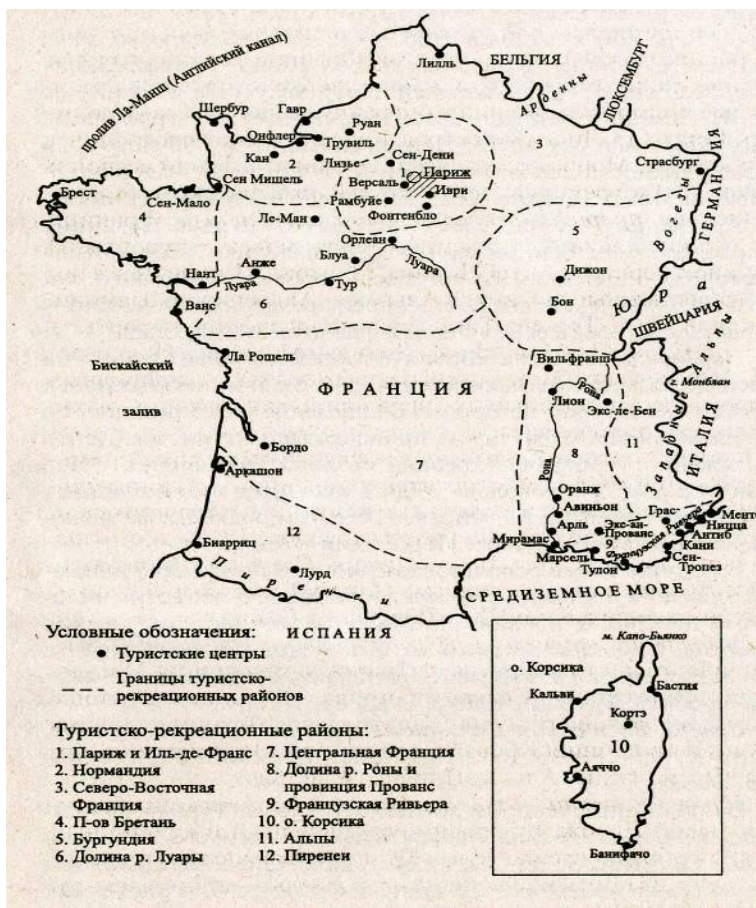 пролив Ла-Манш (Английский канал)
Лилль
БЕЛЬГИЯ
ЛЮКСЕМБУРГ
Арденны
Шербур
Гавр
Руан
3
Онфлер
Трувиль
Кан
2
Лизье
Сен-Дени
1
Париж
Версаль
Иври
Рамбуйе
Фонтенбло
Страсбург
ГЕРМАНИЯ
Вогезы
Брест
Сен-Мало
Сен Мишель
Ле-Ман
Орлеан
5
Блуа
Луара
Анже
Нант
Луара
Тур
6
Ванс
Дижон
Бон
Юра
ШВЕЙЦАРИЯ
Ла Рошель
Вильфранш
Бискайский
залив
ФРАНЦИЯ
Рона
Лион
Экс-ле-Бен
г. Монблан
Западные Альпы
ИТАЛИЯ
11
Бордо
7
8
Рона
Аркашон
Оранж
Авиньон
Арль
Экс-ан-
Прованс
Грас
Мент
Ницца
Антиб
Французская Ривьера
Кани
Мирамас
9
Марсель
Сен-
Тропез
Тулон
Биарриц
Лурд
Пиренеи
СРЕДИЗЕМНОЕ МОРЕ
ИСПАНИЯ
Условные обозначения:
Туристские центры
Границы туристско-
рекреационных районов
Туристско-рекреационные районы:
1. Париж и Иль-де-Франс
2. Нормандия
3. Северо-Восточная
Франция
4. П-ов Бретань
5. Бургундия
6. Долина р. Луары
7. Центральная Франция
8. Долина р. Роны и
провинция Прованс
9. Французская Ривьера
10. о. Корсика
11. Альпы
12. Пиренеи
м. Капо-Бьянко
о. Корсика
Кальви
Бастия
Кортэ
10
Аяччо
Банифачо